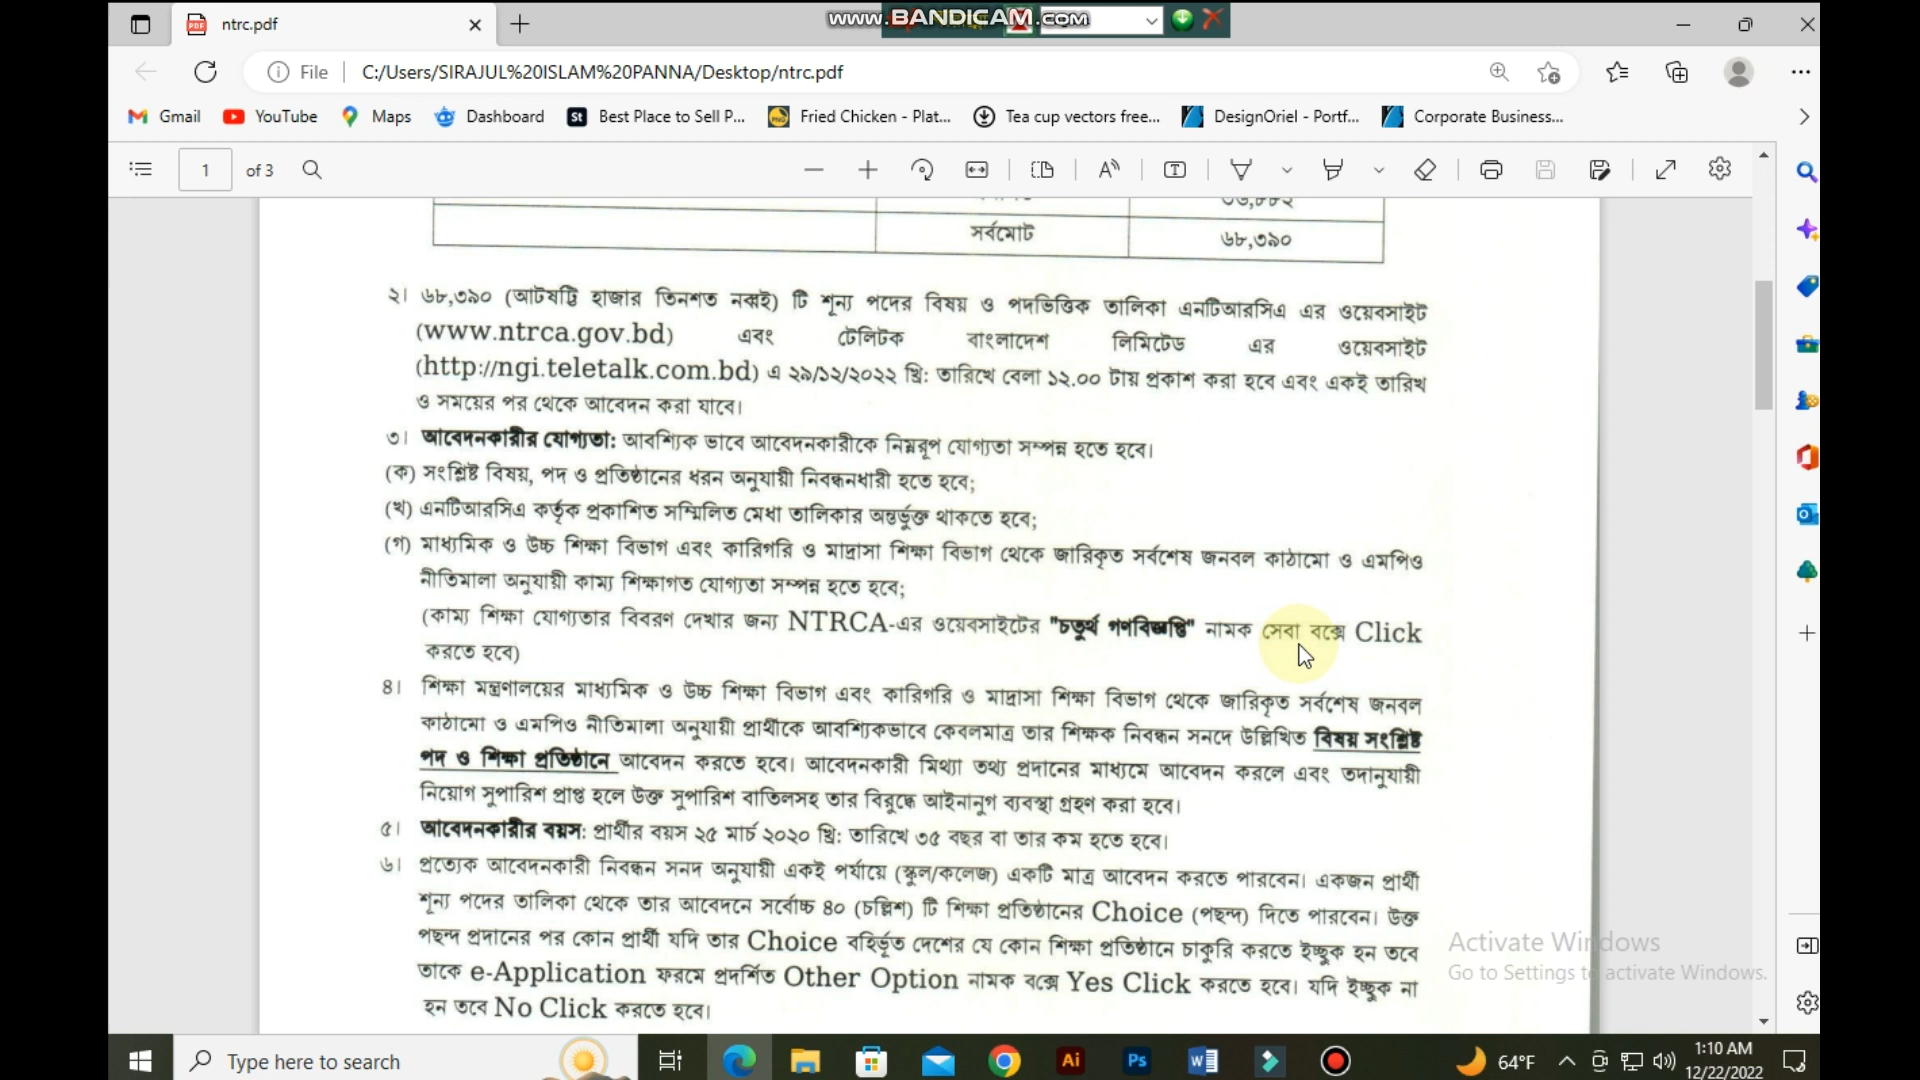 ntrc.pdf
www.BANDICAM.com
File
C:/Users/SIRAJUL%20ISLAM%20PANNA/Desktop/ntrc.pdf
Gmail YouTube Maps Dashboard Best Place to Sell P... Fried Chicken - Plat... Tea cup vectors free... DesignOriel - Portf... Corporate Business...
1 of 3
সর্বমোট ৬৮,৩৯০
২। ৬৮,৩৯০ (আটষট্টি হাজার তিনশত নব্বই) টি শূন্য পদের বিষয় ও পদভিত্তিক তালিকা এনটিআরসিএ এর ওয়েবসাইট
(www.ntrca.gov.bd) এবং টেলিটক বাংলাদেশ লিমিটেড এর ওয়েবসাইট
(http://ngi.teletalk.com.bd) এ ২৯/১২/২০২২ খ্রি: তারিখে বেলা ১২.০০ টায় প্রকাশ করা হবে এবং একই তারিখ
ও সময়ের পর থেকে আবেদন করা যাবে।
৩। আবেদনকারীর যোগ্যতা: আবশ্যিক ভাবে আবেদনকারীকে নিম্নরূপ যোগ্যতা সম্পন্ন হতে হবে।
(ক) সংশ্লিষ্ট বিষয়, পদ ও প্রতিষ্ঠানের ধরন অনুযায়ী নিবন্ধনধারী হতে হবে;
(খ) এনটিআরসিএ কর্তৃক প্রকাশিত সম্মিলিত মেধা তালিকার অন্তর্ভুক্ত থাকতে হবে;
(গ) মাধ্যমিক ও উচ্চ শিক্ষা বিভাগ এবং কারিগরি ও মাদ্রাসা শিক্ষা বিভাগ থেকে জারিকৃত সর্বশেষ জনবল কাঠামো ও এমপিও
নীতিমালা অনুযায়ী কাম্য শিক্ষাগত যোগ্যতা সম্পন্ন হতে হবে;
(কাম্য শিক্ষা যোগ্যতার বিবরণ দেখার জন্য NTRCA-এর ওয়েবসাইটের "চতুর্থ গণবিজ্ঞপ্তি" নামক সেবা বক্সে Click
করতে হবে)
৪। শিক্ষা মন্ত্রণালয়ের মাধ্যমিক ও উচ্চ শিক্ষা বিভাগ এবং কারিগরি ও মাদ্রাসা শিক্ষা বিভাগ থেকে জারিকৃত সর্বশেষ জনবল
কাঠামো ও এমপিও নীতিমালা অনুযায়ী প্রার্থীকে আবশ্যিকভাবে কেবলমাত্র তার শিক্ষক নিবন্ধন সনদে উল্লিখিত বিষয় সংশ্লিষ্ট
পদ ও শিক্ষা প্রতিষ্ঠানে আবেদন করতে হবে। আবেদনকারী মিথ্যা তথ্য প্রদানের মাধ্যমে আবেদন করলে এবং তদানুযায়ী
নিয়োগ সুপারিশ প্রাপ্ত হলে উক্ত সুপারিশ বাতিলসহ তার বিরুদ্ধে আইনানুগ ব্যবস্থা গ্রহণ করা হবে।
৫। আবেদনকারীর বয়স: প্রার্থীর বয়স ২৫ মার্চ ২০২০ খ্রি: তারিখে ৩৫ বছর বা তার কম হতে হবে।
৬। প্রত্যেক আবেদনকারী নিবন্ধন সনদ অনুযায়ী একই পর্যায়ে (স্কুল/কলেজ) একটি মাত্র আবেদন করতে পারবেন। একজন প্রার্থী
শূন্য পদের তালিকা থেকে তার আবেদনে সর্বোচ্চ ৪০ (চল্লিশ) টি শিক্ষা প্রতিষ্ঠানের Choice (পছন্দ) দিতে পারবেন। উক্ত
পছন্দ প্রদানের পর কোন প্রার্থী যদি তার Choice বহির্ভূত দেশের যে কোন শিক্ষা প্রতিষ্ঠানে চাকুরি করতে ইচ্ছুক হন তবে
তাকে e-Application ফরমে প্রদর্শিত Other Option নামক বক্সে Yes Click করতে হবে। যদি ইচ্ছুক না
হন তবে No Click করতে হবে।
Activate Windows
Go to Settings to activate Windows.
Type here to search
64°F
1:10 AM
12/22/2022